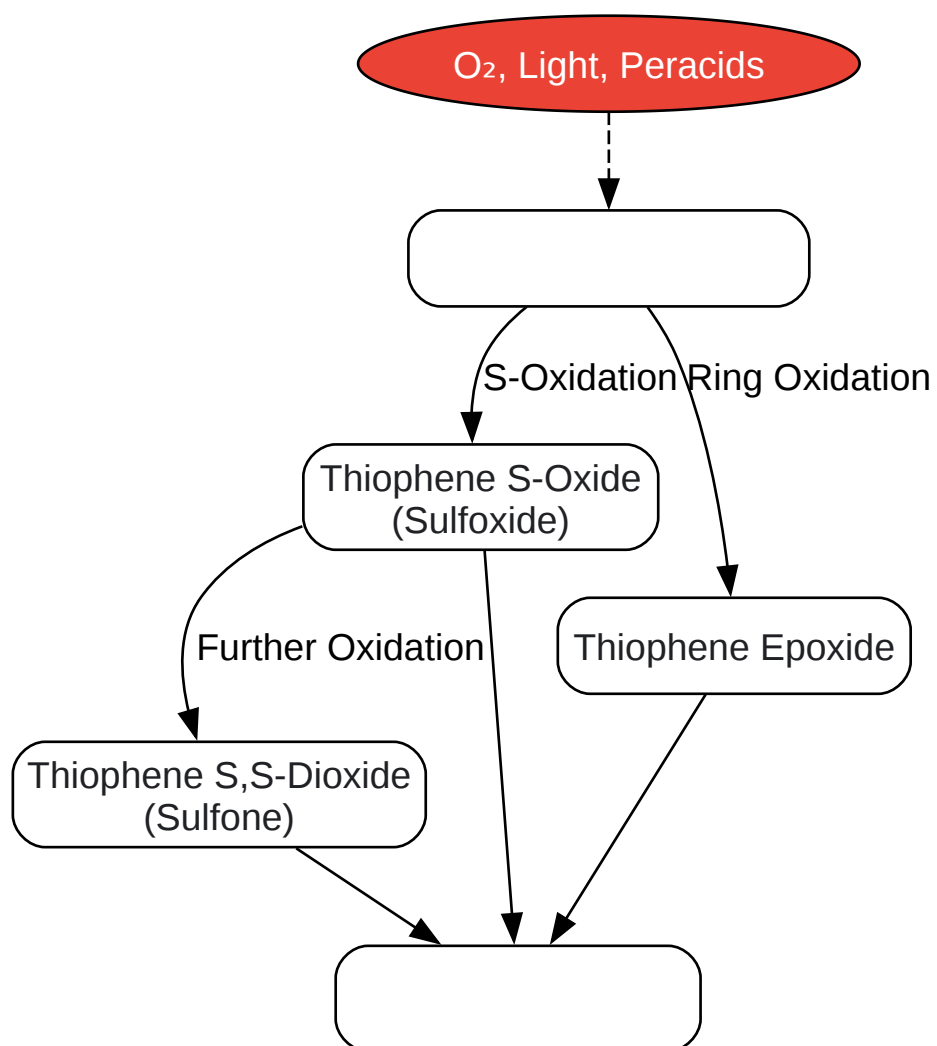 O₂, Light, Peracids
S-Oxidation
Ring Oxidation
Thiophene S-Oxide
(Sulfoxide)
Further Oxidation
Thiophene Epoxide
Thiophene S,S-Dioxide
(Sulfone)